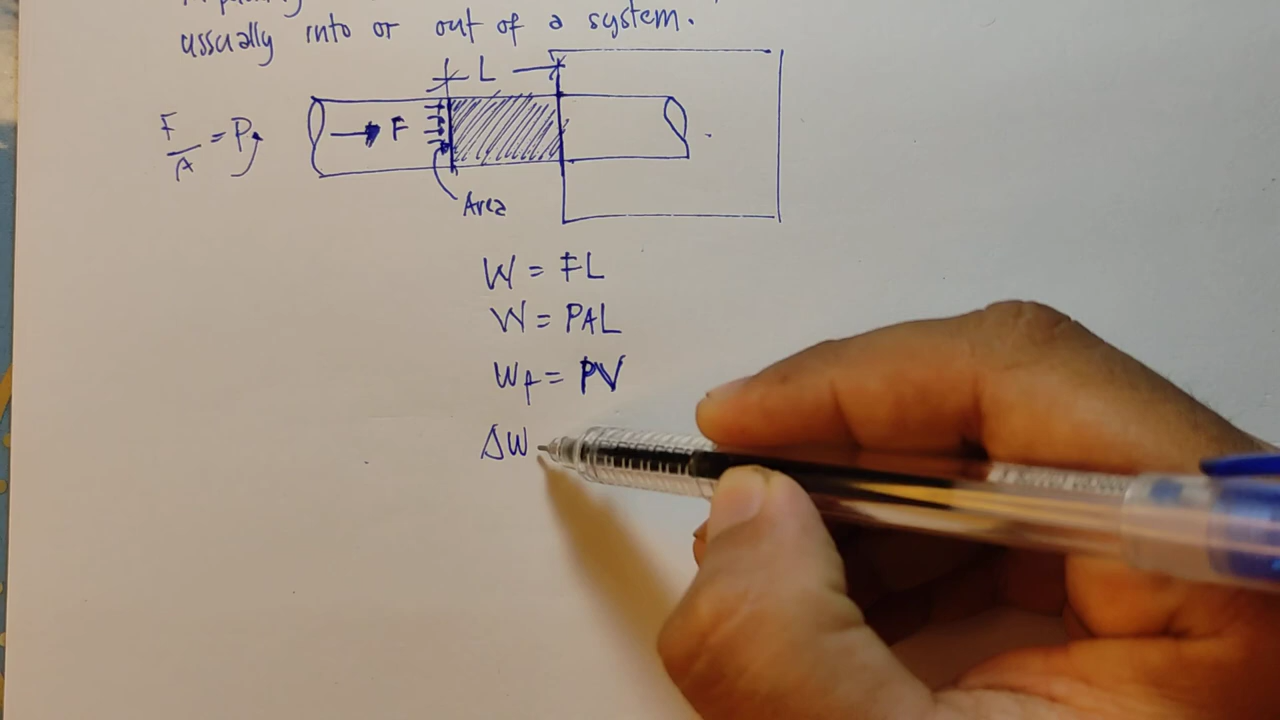 ussually into or out of a system.
L
F/A = P
F
Area
W = FL
W = PAL
Wf = PV
ΔW